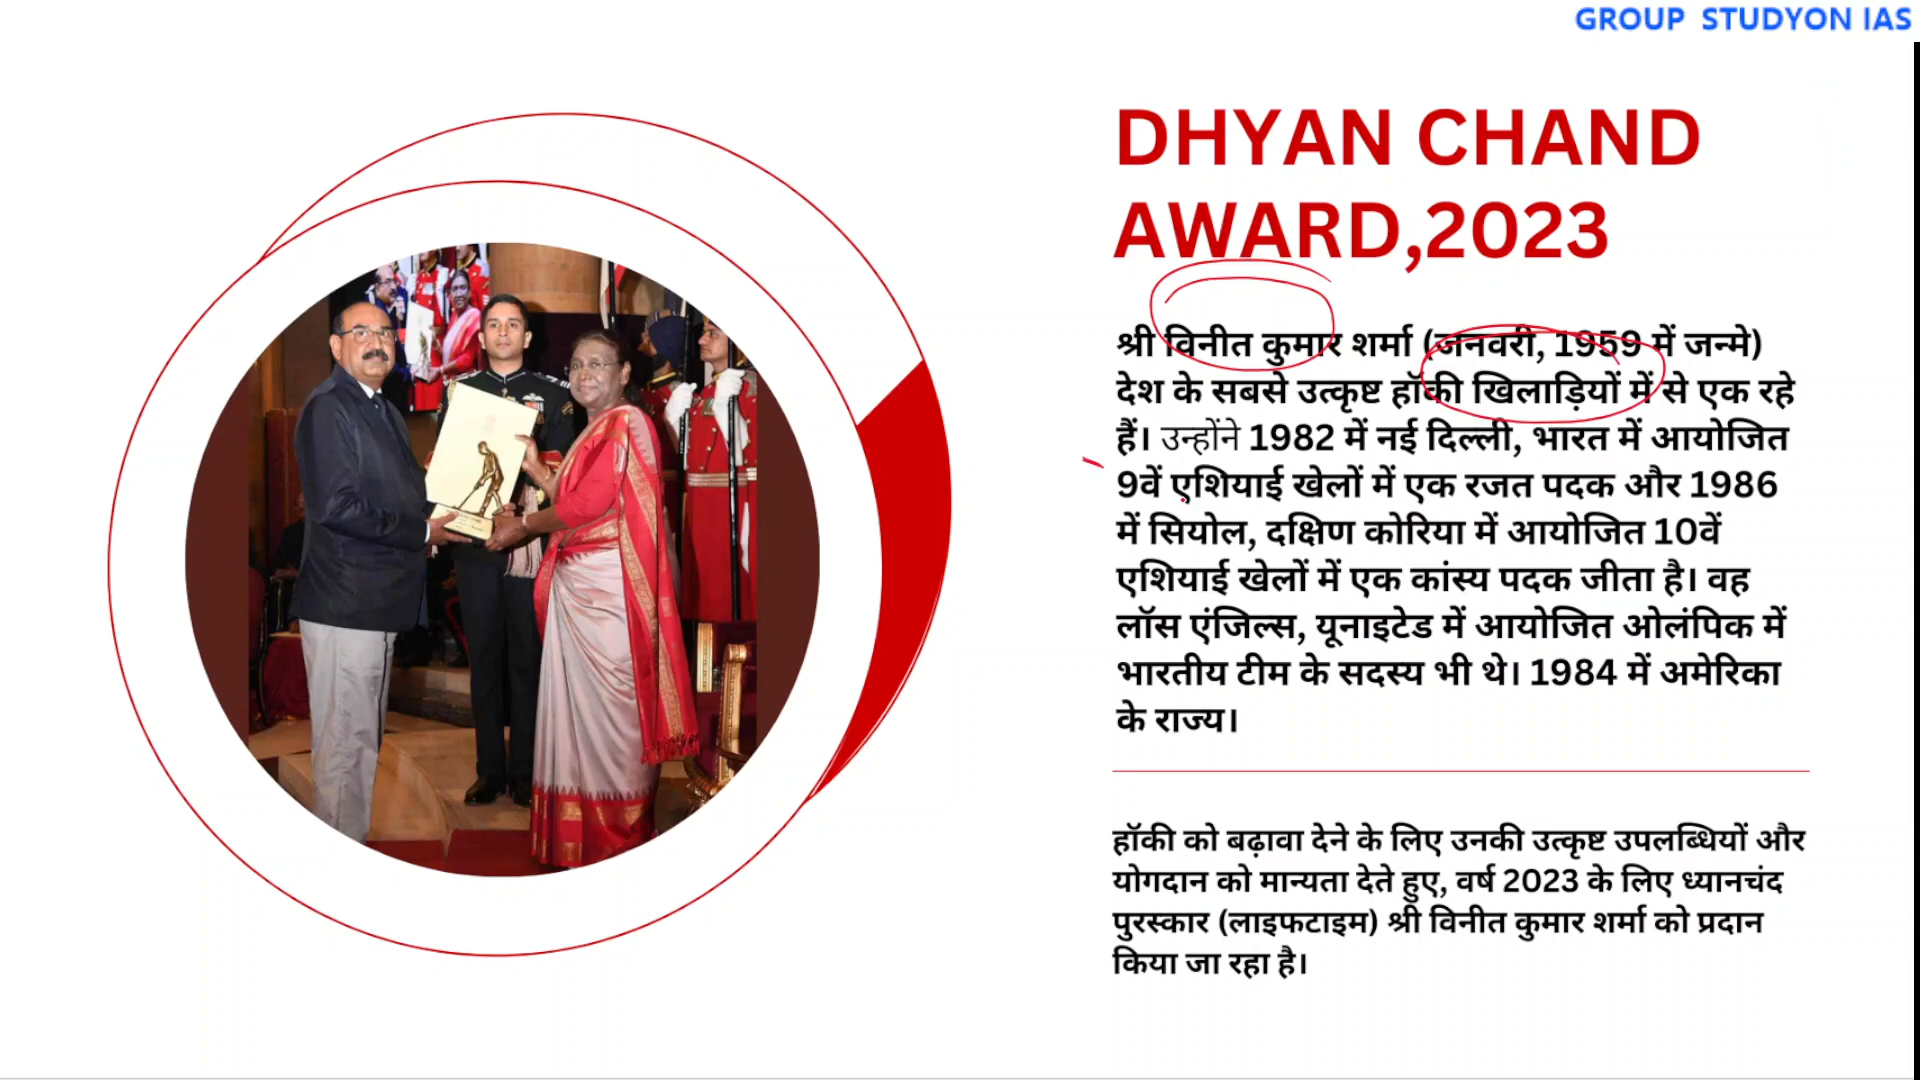 GROUP STUDYON IAS
DHYAN CHAND
AWARD,2023
श्री विनीत कुमार शर्मा (जनवरी, 1959 में जन्मे)
देश के सबसे उत्कृष्ट हॉकी खिलाड़ियों में से एक रहे
हैं। उन्होंने 1982 में नई दिल्ली, भारत में आयोजित
9वें एशियाई खेलों में एक रजत पदक और 1986
में सियोल, दक्षिण कोरिया में आयोजित 10वें
एशियाई खेलों में एक कांस्य पदक जीता है। वह
लॉस एंजिल्स, यूनाइटेड में आयोजित ओलंपिक में
भारतीय टीम के सदस्य भी थे। 1984 में अमेरिका
के राज्य।
हॉकी को बढ़ावा देने के लिए उनकी उत्कृष्ट उपलब्धियों और
योगदान को मान्यता देते हुए, वर्ष 2023 के लिए ध्यानचंद
पुरस्कार (लाइफटाइम) श्री विनीत कुमार शर्मा को प्रदान
किया जा रहा है।